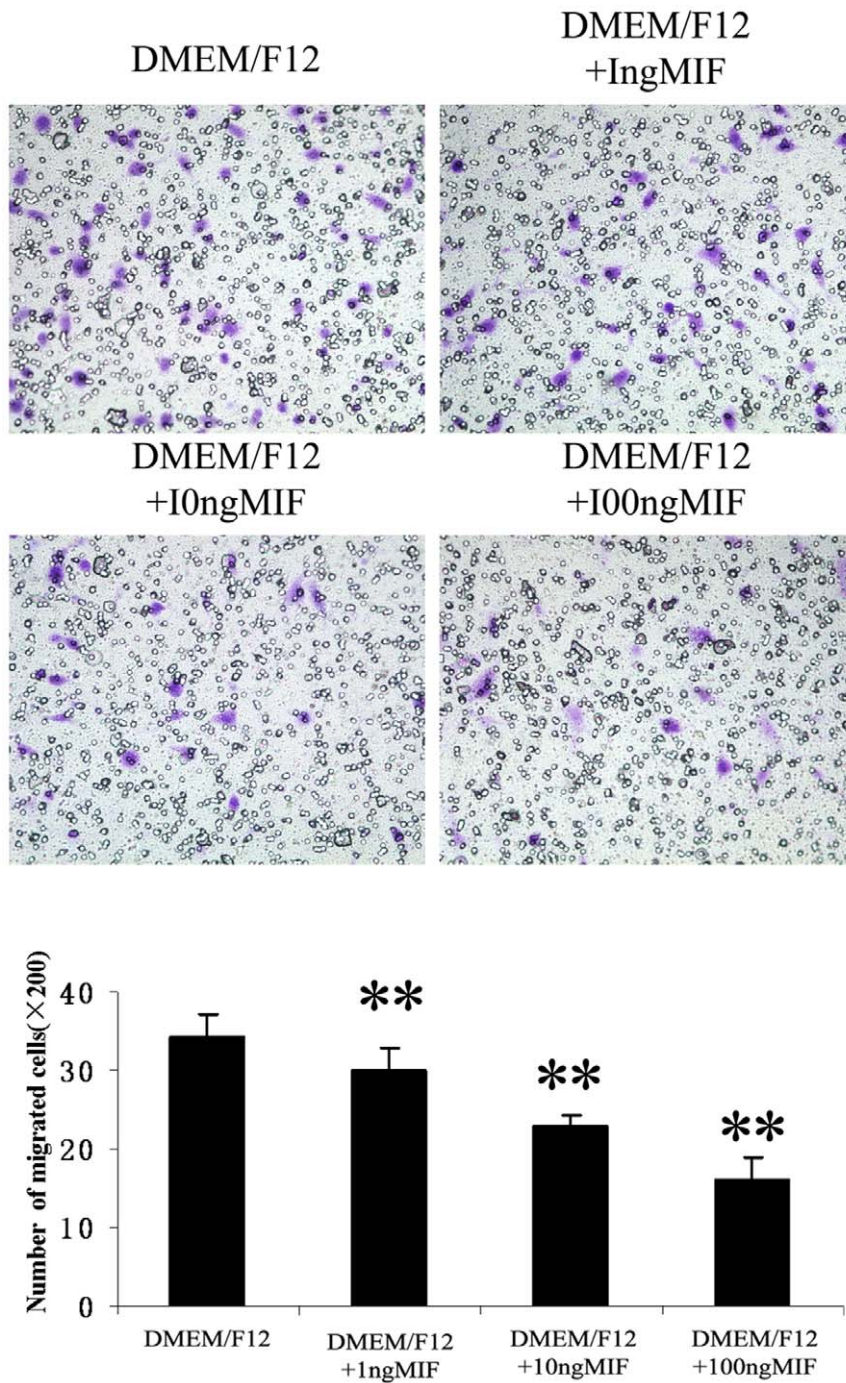 DMEM/F12
DMEM/F12
+IngMIF
DMEM/F12
+I0ngMIF
DMEM/F12
+I00ngMIF
Number of migrated cells(×200)
40
30
20
10
0
**
**
**
DMEM/F12
DMEM/F12
+1ngMIF
DMEM/F12
+10ngMIF
DMEM/F12
+100ngMIF